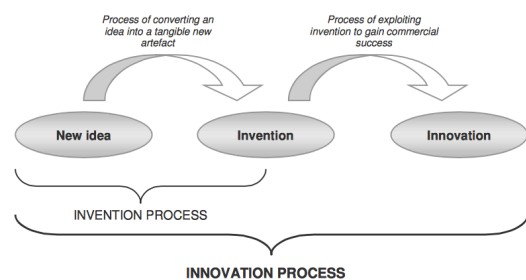 Process of converting an
idea into a tangible new
artefact
Process of exploiting
invention to gain commercial
success
New idea
Invention
Innovation
INVENTION PROCESS
INNOVATION PROCESS